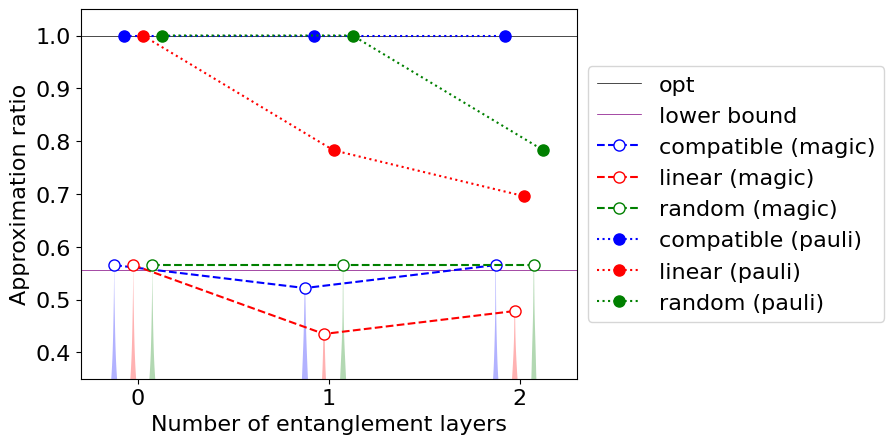 1.0
0.9
0.8
0.7
0.6
0.5
0.4
Approximation ratio
0
1
2
Number of entanglement layers
opt
lower bound
compatible (magic)
linear (magic)
random (magic)
compatible (pauli)
linear (pauli)
random (pauli)